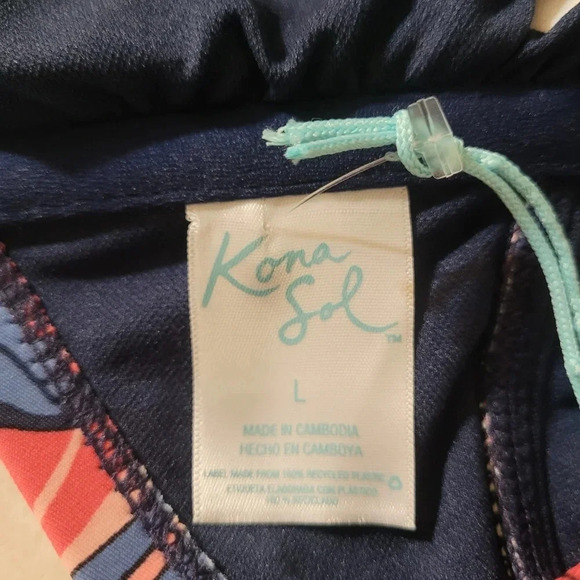 Kona
Sol
™
L
MADE IN CAMBODIA
HECHO EN CAMBOYA
LABEL MADE FROM 100% RECYCLED PLASTIC
ETIQUETA ELABORADA CON PLÁSTICO
100 % RECICLADO